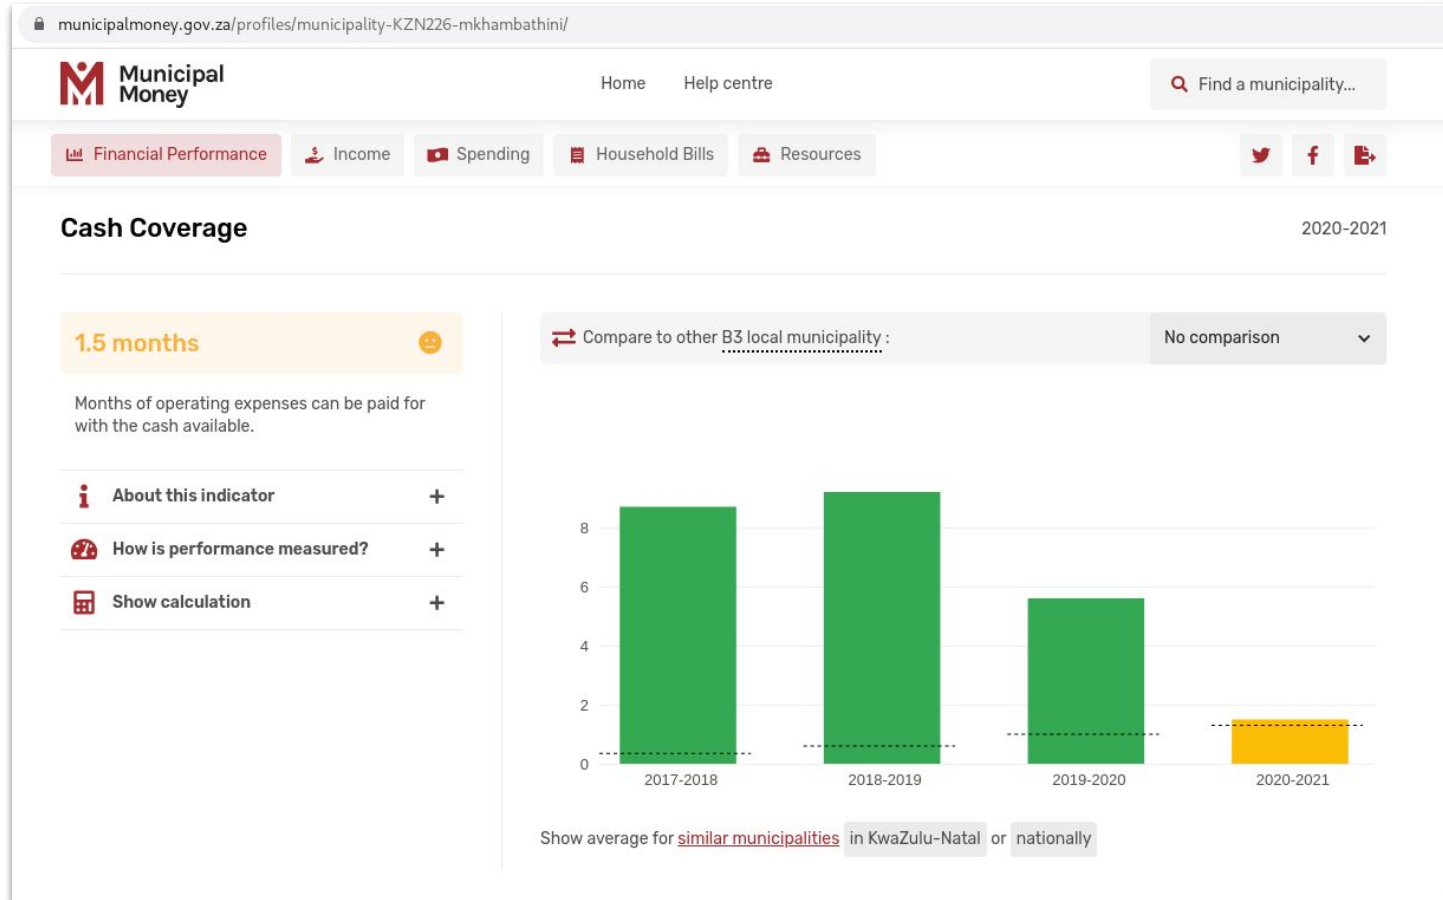 municipalmoney.gov.za/profiles/municipality-KZN226-mkhambathini/
Municipal
Money
Home
Help centre
Find a municipality...
Financial Performance
Income
Spending
Household Bills
Resources
Cash Coverage
2020-2021
1.5 months
Months of operating expenses can be paid for
with the cash available.
About this indicator
How is performance measured?
Show calculation
Compare to other B3 local municipality :
No comparison
8
6
4
2
0
2017-2018
2018-2019
2019-2020
2020-2021
Show average for similar municipalities in KwaZulu-Natal or nationally